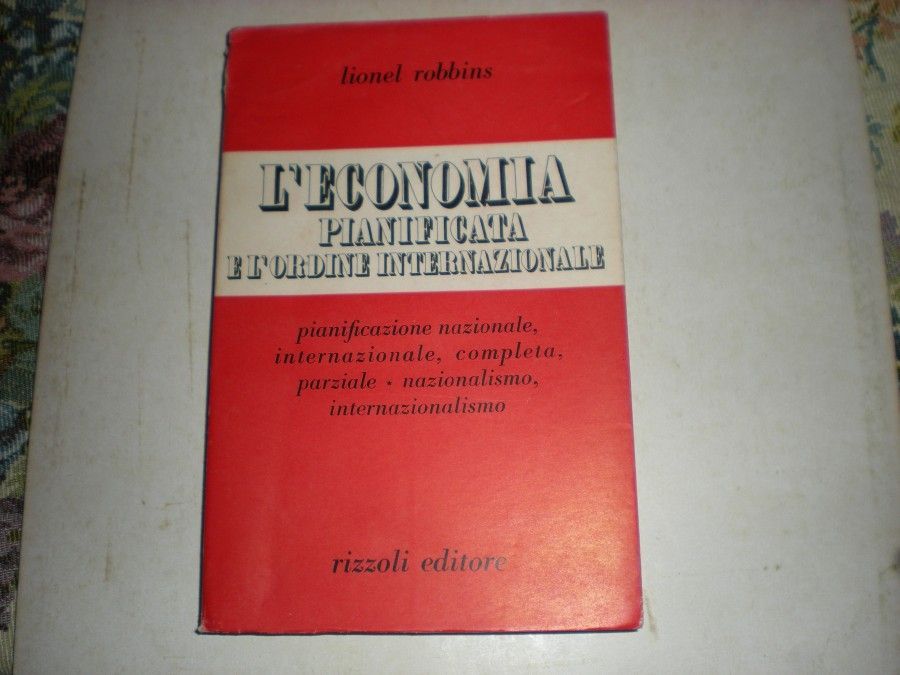 lionel robbins
L'ECONOMIA
PIANIFICATA
E L'ORDINE INTERNAZIONALE
pianificazione nazionale,
internazionale, completa,
parziale * nazionalismo,
internazionalismo
rizzoli editore